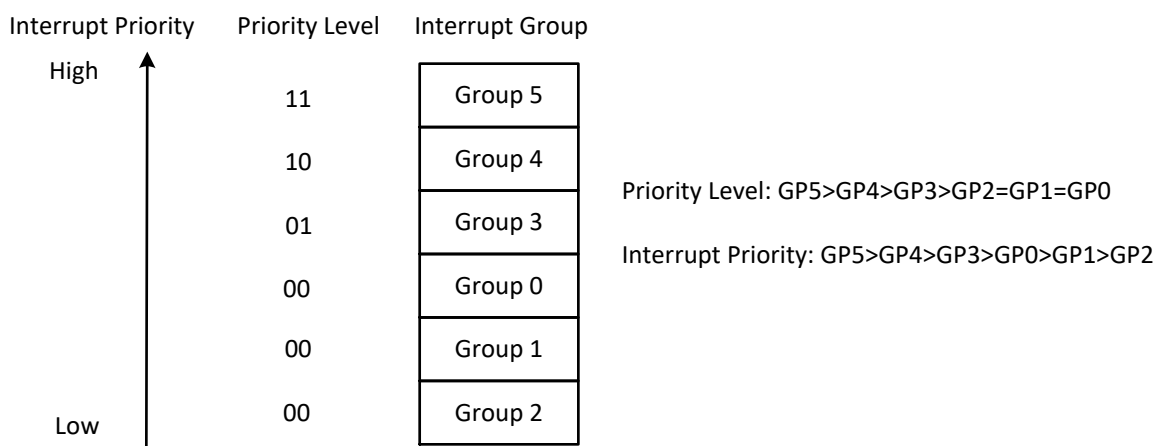 Interrupt Priority Priority Level Interrupt Group
High
11 Group 5
10 Group 4
Priority Level: GP5>GP4>GP3>GP2=GP1=GP0
01 Group 3
Interrupt Priority: GP5>GP4>GP3>GP0>GP1>GP2
00 Group 0
00 Group 1
00 Group 2
Low